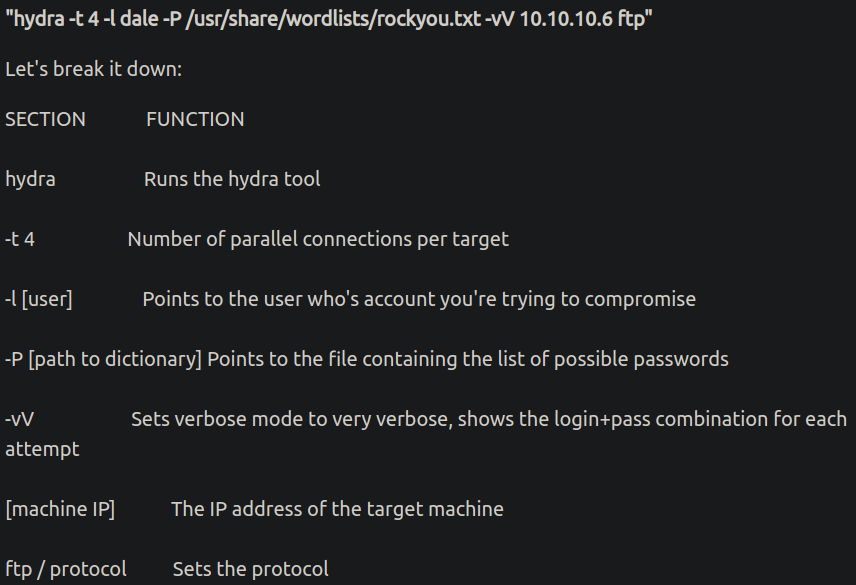 "hydra -t 4 -l dale -P /usr/share/wordlists/rockyou.txt -vV 10.10.10.6 ftp"
Let's break it down:
SECTION FUNCTION
hydra Runs the hydra tool
-t 4 Number of parallel connections per target
-l [user] Points to the user who's account you're trying to compromise
-P [path to dictionary] Points to the file containing the list of possible passwords
-vV Sets verbose mode to very verbose, shows the login+pass combination for each
attempt
[machine IP] The IP address of the target machine
ftp / protocol Sets the protocol